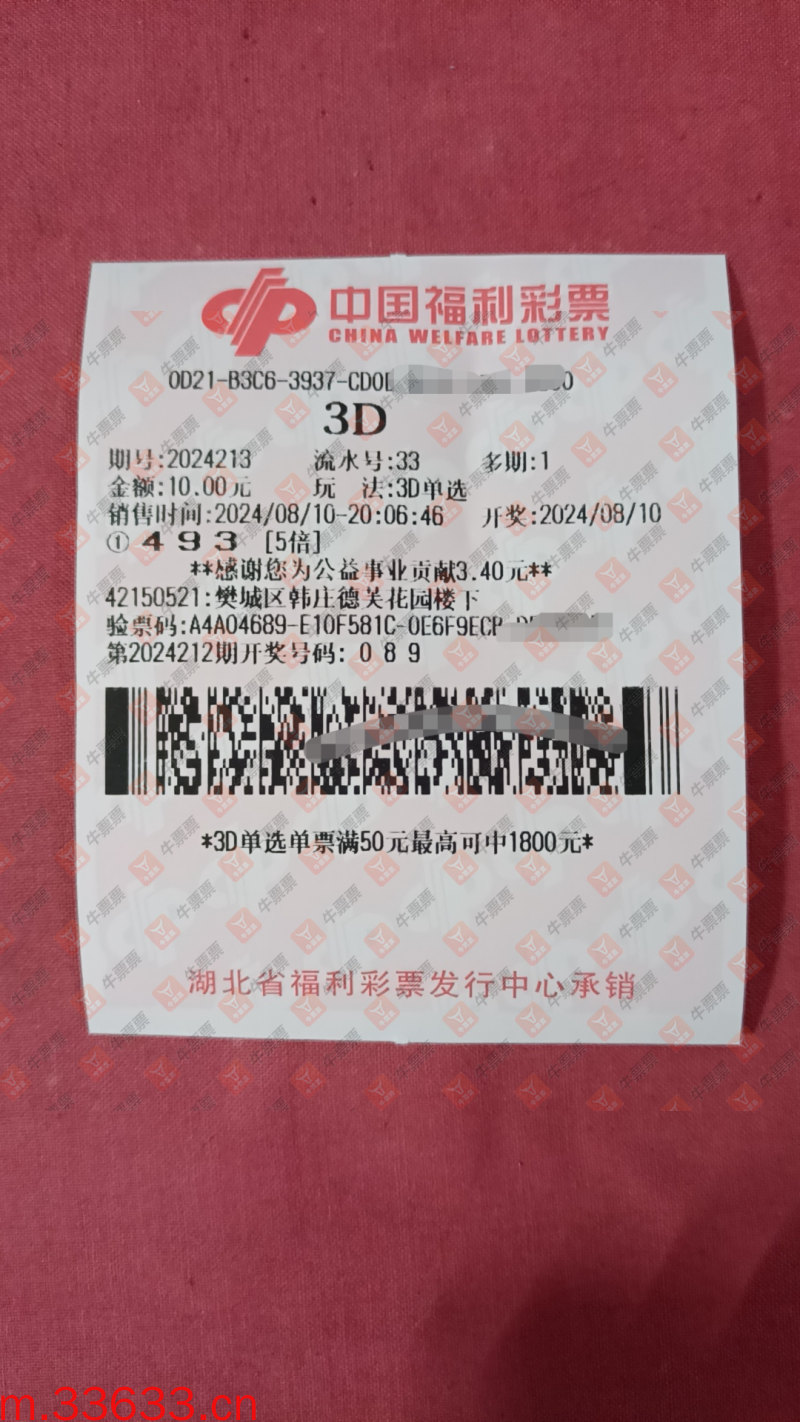 中国福利彩票
CHINA WELFARE LOTTERY
0D21-B3C6-3937-CD0
3D
期号:2024213 流水号:33 多期:1
金额:10.00元 玩 法:3D单选
销售时间:2024/08/10-20:06:46 开奖:2024/08/10
① 4 9 3 [5倍]
**感谢您为公益事业贡献3.40元**
42150521:樊城区韩庄德芙花园楼下
验票码:A4A04689-E10F581C-0E6F9EC
第2024212期开奖号码: 0 8 9
*3D单选单票满50元最高可中1800元*
湖北省福利彩票发行中心承销
牛票票
m.33633.cn